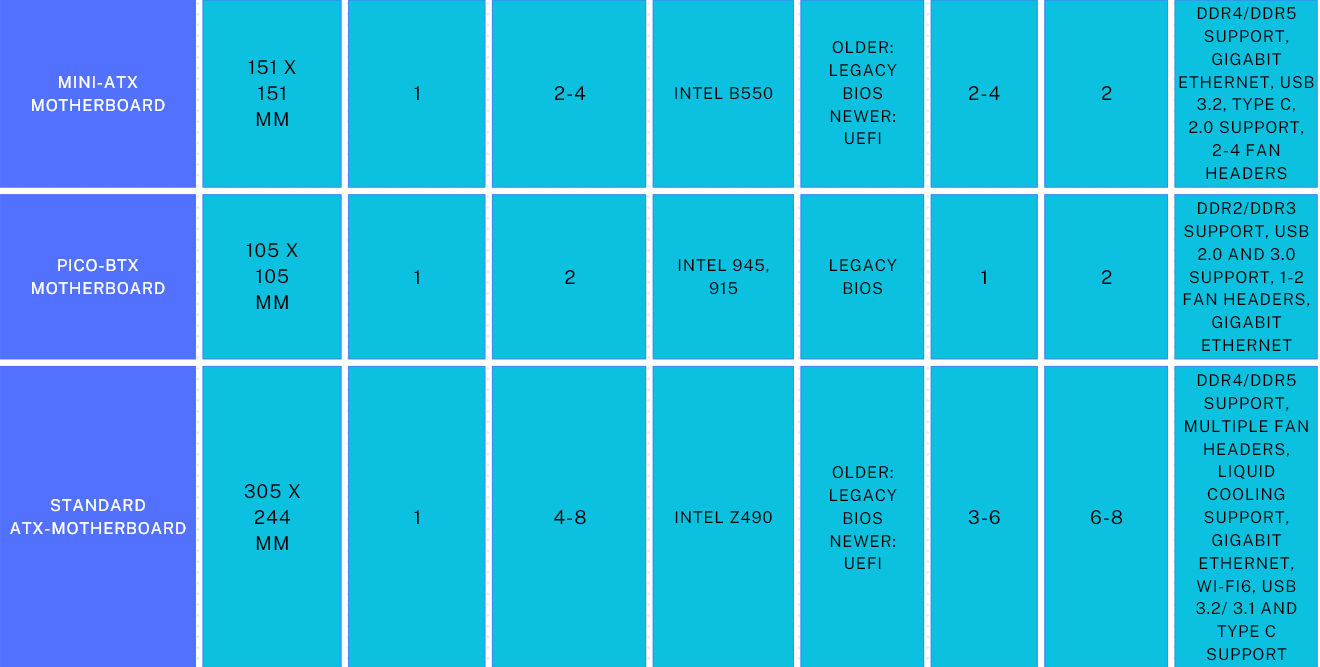 MINI-ATX
MOTHERBOARD
151 X
151
MM
1
2-4
INTEL B550
OLDER:
LEGACY
BIOS
NEWER:
UEFI
2-4
2
DDR4/DDR5
SUPPORT,
GIGABIT
ETHERNET, USB
3.2, TYPE C,
2.0 SUPPORT,
2-4 FAN
HEADERS
PICO-BTX
MOTHERBOARD
105 X
105
MM
1
2
INTEL 945,
915
LEGACY
BIOS
1
2
DDR2/DDR3
SUPPORT, USB
2.0 AND 3.0
SUPPORT, 1-2
FAN HEADERS,
GIGABIT
ETHERNET
STANDARD
ATX-MOTHERBOARD
305 X
244
MM
1
4-8
INTEL Z490
OLDER:
LEGACY
BIOS
NEWER:
UEFI
3-6
6-8
DDR4/DDR5
SUPPORT,
MULTIPLE FAN
HEADERS,
LIQUID
COOLING
SUPPORT,
GIGABIT
ETHERNET,
WI-FI6, USB
3.2/ 3.1 AND
TYPE C
SUPPORT